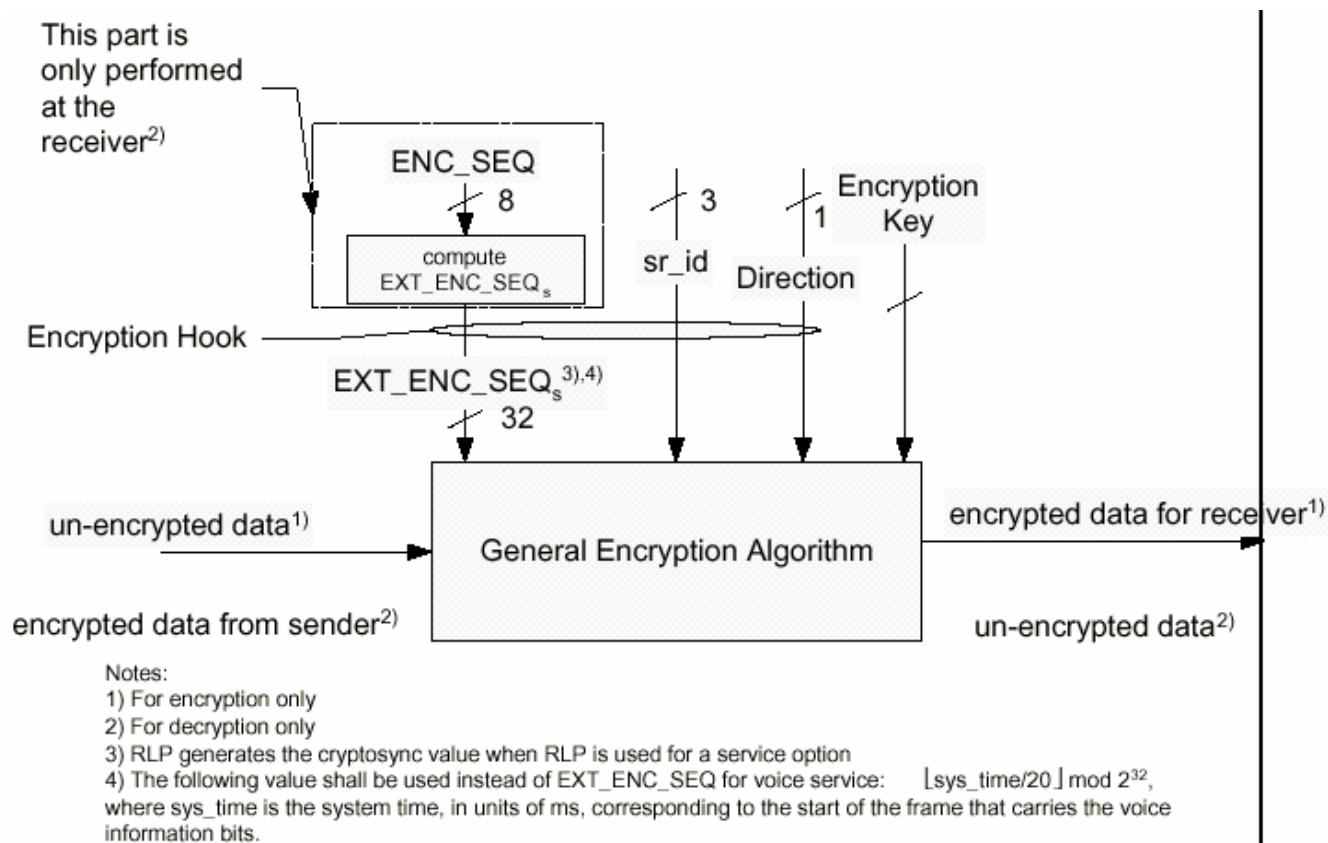 This part is
only performed
at the
receiver2)
ENC_SEQ
8
compute
EXT_ENC_SEQs
3
sr_id
1
Direction
Encryption
Key
Encryption Hook
EXT_ENC_SEQs3),4)
32
un-encrypted data1)
General Encryption Algorithm
encrypted data for receiver1)
encrypted data from sender2)
un-encrypted data2)
Notes:
1) For encryption only
2) For decryption only
3) RLP generates the cryptosync value when RLP is used for a service option
4) The following value shall be used instead of EXT_ENC_SEQ for voice service: ⌊sys_time/20⌋ mod 2^32,
where sys_time is the system time, in units of ms, corresponding to the start of the frame that carries the voice
information bits.